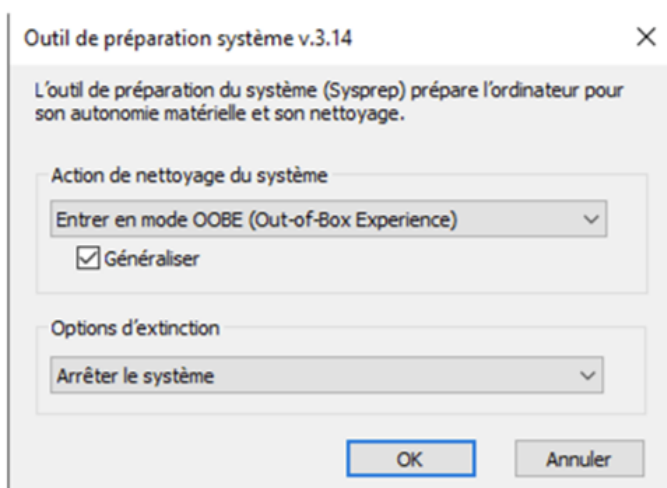 Outil de préparation système v.3.14
L'outil de préparation du système (Sysprep) prépare l'ordinateur pour
son autonomie matérielle et son nettoyage.
Action de nettoyage du système
Entrer en mode OOBE (Out-of-Box Experience)
Généraliser
Options d'extinction
Arrêter le système
OK Annuler